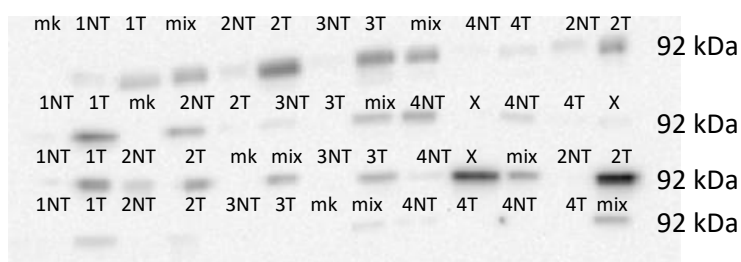 mk 1NT 1T mix 2NT 2T 3NT 3T mix 4NT 4T 2NT 2T
92 kDa
1NT 1T mk 2NT 2T 3NT 3T mix 4NT X 4NT 4T X
92 kDa
1NT 1T 2NT 2T mk mix 3NT 3T 4NT X mix 2NT 2T
92 kDa
1NT 1T 2NT 2T 3NT 3T mk mix 4NT 4T 4NT 4T mix
92 kDa